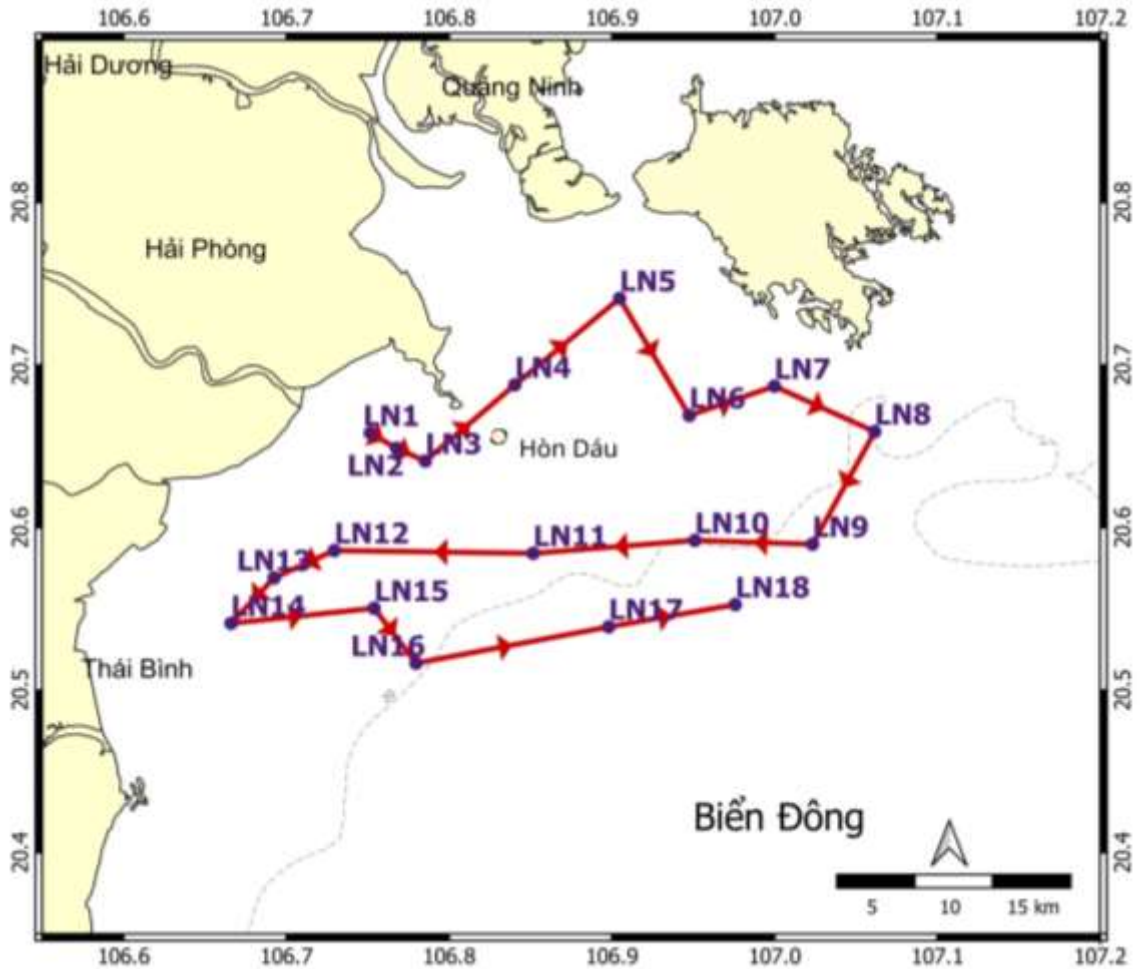 106.6 106.7 106.8 106.9 107.0 107.1 107.2
Hải Dương
Quảng Ninh
20.8 20.8
Hải Phòng
LN5
20.7 20.7
LN4
LN7
LN6
LN1
LN8
LN3
Hòn Dấu
LN2
20.6 20.6
LN12
LN11
LN10
LN9
LN13
LN14
LN15
LN17
LN18
LN16
Thái Bình
20.5 20.5
Biển Đông
20.4 20.4
5 10 15 km
106.6 106.7 106.8 106.9 107.0 107.1 107.2